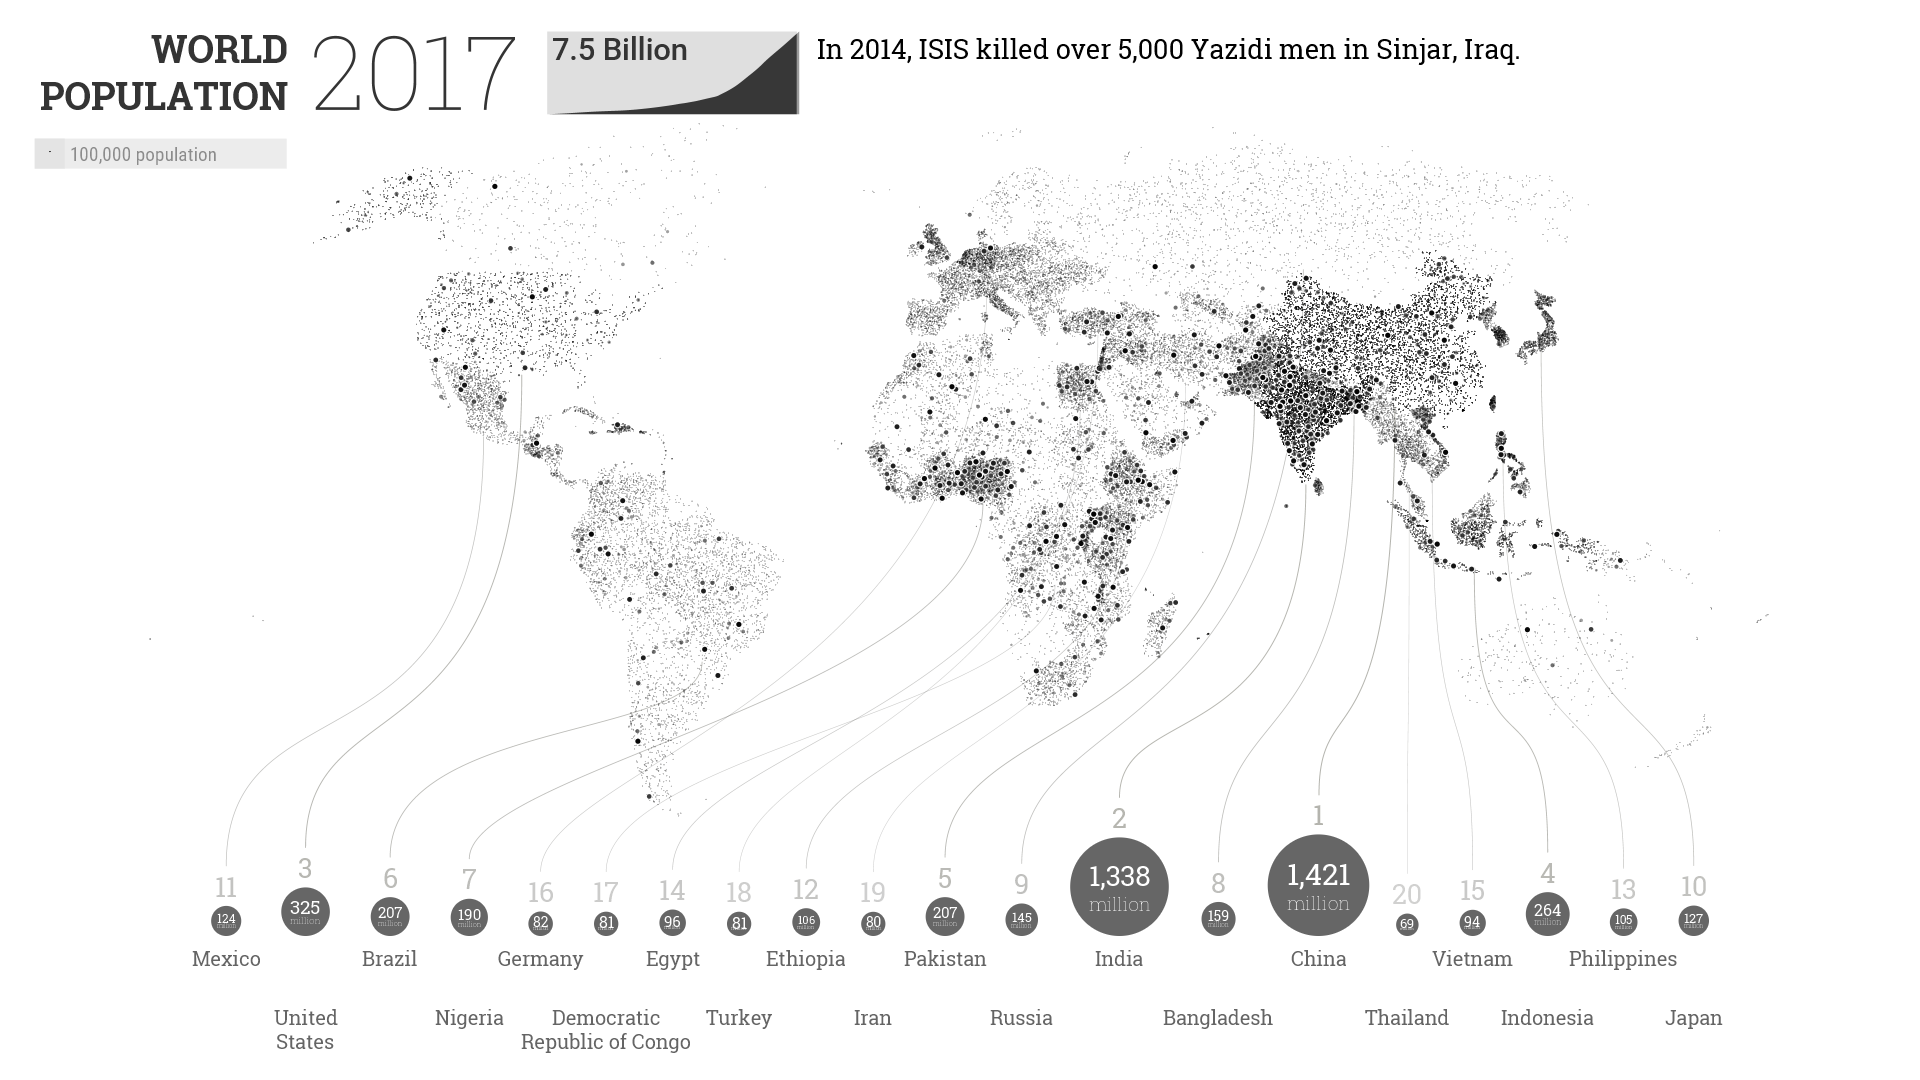 WORLD
POPULATION
2017
7.5 Billion
In 2014, ISIS killed over 5,000 Yazidi men in Sinjar, Iraq.
100,000 population
11
124
million
Mexico
3
325
million
United
States
6
207
million
Brazil
7
190
million
Nigeria
16
82
million
Germany
17
81
million
Democratic
Republic of Congo
14
96
million
Egypt
18
81
million
Turkey
12
106
million
Ethiopia
19
80
million
Iran
5
207
million
Pakistan
9
145
million
Russia
2
1,338
million
India
8
159
million
Bangladesh
1
1,421
million
China
20
69
million
Thailand
15
94
million
Vietnam
4
264
million
Indonesia
13
105
million
Philippines
10
127
million
Japan